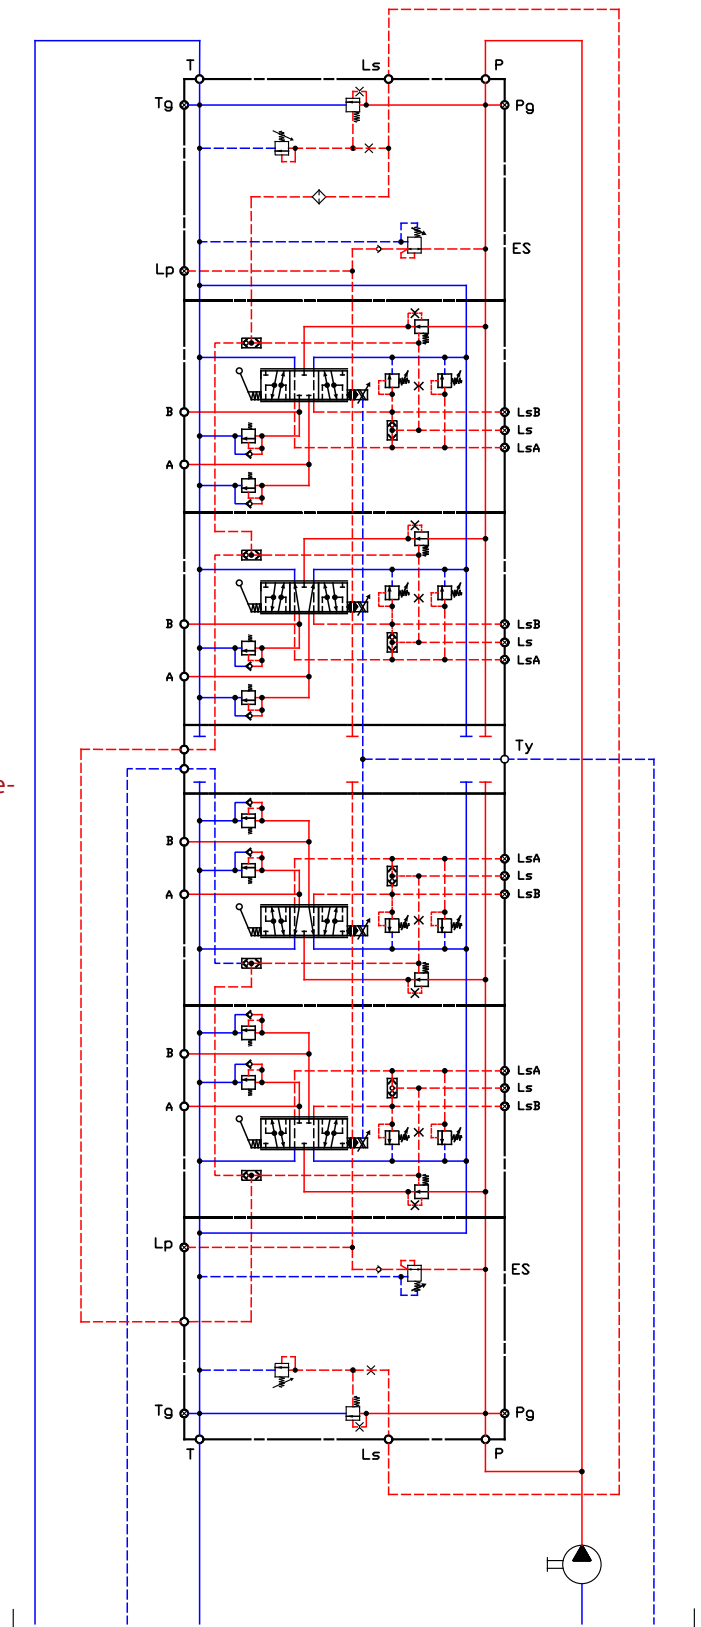 T Ls P
Tg Pg
ES
Lp
B LsB
Ls
A LsA
B LsB
Ls
A LsA
Ty
e-
B LsA
Ls
A LsB
B LsA
Ls
A LsB
Lp
ES
Tg Pg
T Ls P